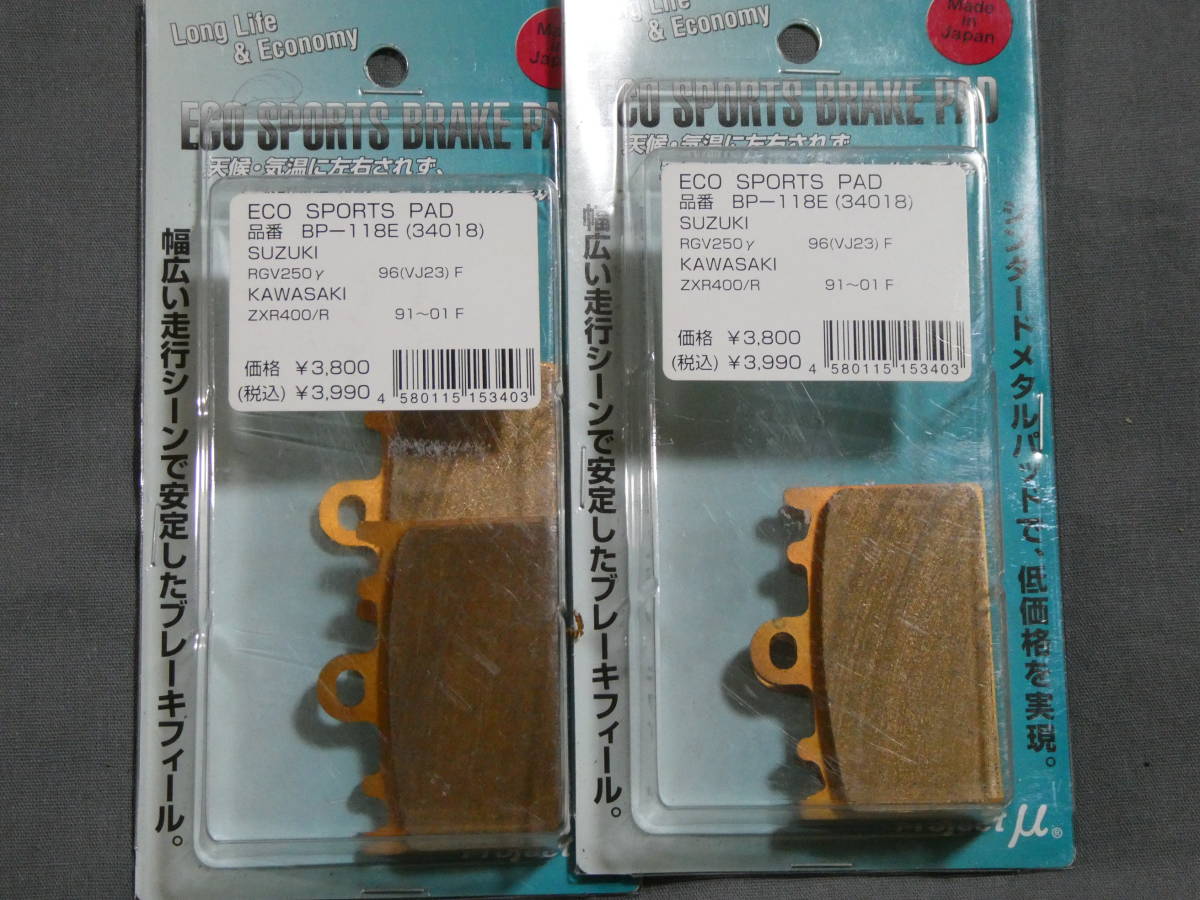 Long Life
& Economy
Made
in
Japan
ECO SPORTS BRAKE PAD
天候・気温に左右されず、
ECO SPORTS PAD
品番 BP-118E (34018)
SUZUKI
RGV250γ 96(VJ23) F
KAWASAKI
ZXR400/R 91~01 F
価格 ¥3,800
(税込) ¥3,990
4 580115 153403
幅広い走行シーンで安定したブレーキフィール。
Project
Long Life
& Economy
Made
in
Japan
ECO SPORTS BRAKE PAD
天候・気温に左右されず、
ECO SPORTS PAD
品番 BP-118E (34018)
SUZUKI
RGV250γ 96(VJ23) F
KAWASAKI
ZXR400/R 91~01 F
価格 ¥3,800
(税込) ¥3,990
4 580115 153403
シンタードメタルパッドで、低価格を実現。
幅広い走行シーンで安定したブレーキフィール。
Project μ®